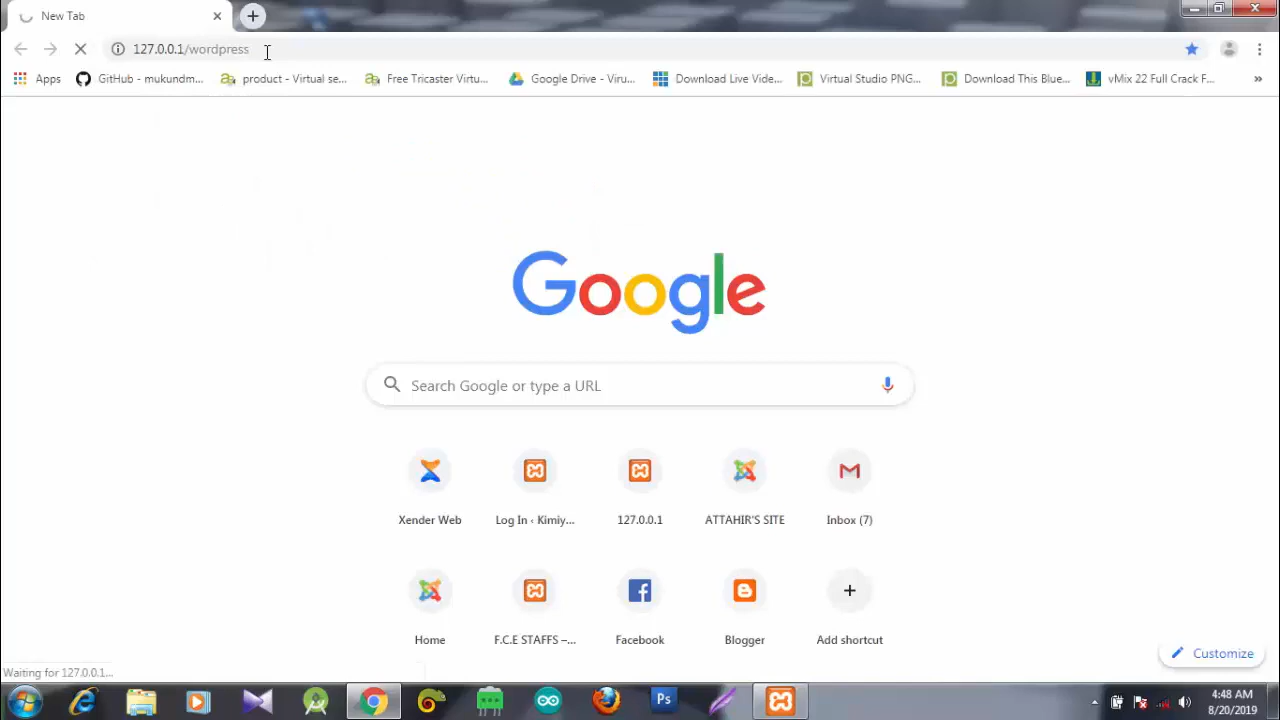 New Tab
127.0.0.1/wordpress
Apps
GitHub - mukundm...
product - Virtual se...
Free Tricaster Virtu...
Google Drive - Viru...
Download Live Vide...
Virtual Studio PNG...
Download This Blue...
vMix 22 Full Crack F...
»
Google
Search Google or type a URL
Xender Web
Log In ‹ Kimiy...
127.0.0.1
ATTAHIR'S SITE
Inbox (7)
Home
F.C.E STAFFS –...
Facebook
Blogger
Add shortcut
Customize
Waiting for 127.0.0.1...
Ps
4:48 AM
8/20/2019